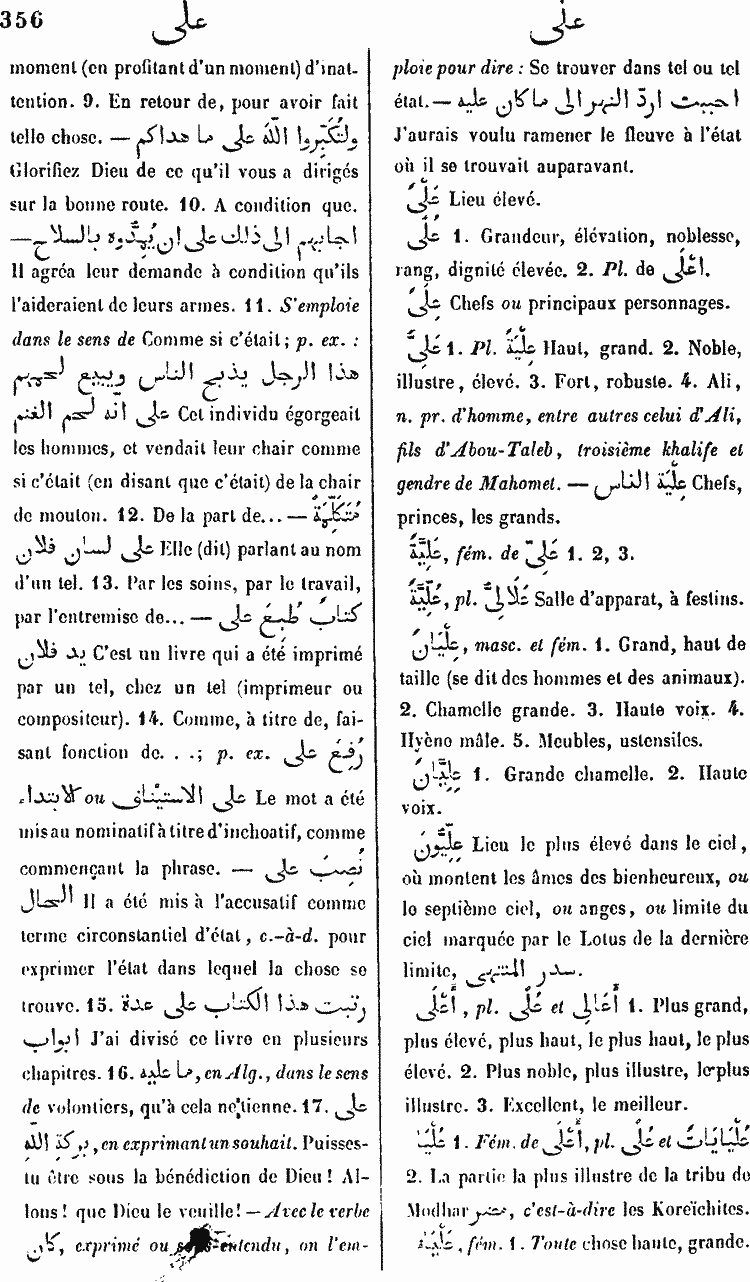 356
علي
علي
moment (en profitant d'un moment) d'inat-
tention. 9. En retour de, pour avoir fait
telle chose. — ولتُكَبِّروا اللّٰهَ على ما هداكم
Glorifiez Dieu de ce qu'il vous a dirigés
sur la bonne route. 10. A condition que.
اجابهم الى ذلك على ان يُمِدُّوه بالسلاح —
Il agréa leur demande à condition qu'ils
l'aideraient de leurs armes. 11. S'emploie
dans le sens de Comme si c'était; p. ex. :
هذا الرجل يذبح الناس ويبيع لحمهم
على انّه لحم الغنم Cet individu égorgeait
les hommes, et vendait leur chair comme
si c'était (en disant que c'était) de la chair
de mouton. 12. De la part de... — مُتَكَلِّمَةً
على لسان فلان Elle (dit) parlant au nom
d'un tel. 13. Par les soins, par le travail,
par l'entremise de... — كتابٌ طُبِعَ على
يد فلان C'est un livre qui a été imprimé
par un tel, chez un tel (imprimeur ou
compositeur). 14. Comme, à titre de, fai-
sant fonction de. . .; p. ex. رُفِعَ على
على الاستيناف ou الابتداء Le mot a été
mis au nominatif à titre d'inchoatif, comme
commençant la phrase. — نُصِبَ على
الحال Il a été mis à l'accusatif comme
terme circonstantiel d'état, c.-à-d. pour
exprimer l'état dans lequel la chose se
trouve. 15. رتبت هذا الكتاب على عدة
ابواب J'ai divisé ce livre en plusieurs
chapitres. 16. ما عليه, en Alg., dans le sens
de volontiers, qu'à cela ne tienne. 17. على
بركة اللّٰه, en exprimant un souhait. Puisses-
tu être sous la bénédiction de Dieu! Al-
lons! que Dieu le veuille! — Avec le verbe
كان, exprimé ou sous-entendu, on l'em-
ploie pour dire : Se trouver dans tel ou tel
état. — احببت اردّ النهر الى ما كان عليه
J'aurais voulu ramener le fleuve à l'état
où il se trouvait auparavant.
عَلْىٌ Lieu élevé.
عُلًى 1. Grandeur, élévation, noblesse,
rang, dignité élevée. 2. Pl. de أَعْلَى.
عِلْىٌ Chefs ou principaux personnages.
عَلِىٌّ 1. Pl. عِلْيَةٌ Haut, grand. 2. Noble,
illustre, élevé. 3. Fort, robuste. 4. Ali,
n. pr. d'homme, entre autres celui d'Ali,
fils d'Abou-Taleb, troisième khalife et
gendre de Mahomet. — عِلْيَة الناس Chefs,
princes, les grands.
عَلِيَّةٌ, fém. de عَلِىّ 1. 2, 3.
عُلِّيَّةٌ, pl. عَلَالِىُّ Salle d'apparat, à festins.
عَلْيَانٌ, masc. et fém. 1. Grand, haut de
taille (se dit des hommes et des animaux).
2. Chamelle grande. 3. Haute voix. 4.
Hyène mâle. 5. Meubles, ustensiles.
عِلِيَّانٌ 1. Grande chamelle. 2. Haute
voix.
عِلِّيُّونَ Lieu le plus élevé dans le ciel,
où montent les âmes des bienheureux, ou
le septième ciel, ou anges, ou limite du
ciel marquée par le Lotus de la dernière
limite, سدر المنتهى.
أَعْلَى, pl. عُلًى et أَعَالِى 1. Plus grand,
plus élevé, plus haut, le plus haut, le plus
élevé. 2. Plus noble, plus illustre, le plus
illustre. 3. Excellent, le meilleur.
عُلْيَا 1. Fém. de أَعْلَى, pl. عُلًى et عُلْيَايَاتٌ
2. La partie la plus illustre de la tribu de
Modhar مضر, c'est-à-dire les Koreïchites.
عَلْيَاء, fém. 1. Toute chose haute, grande.